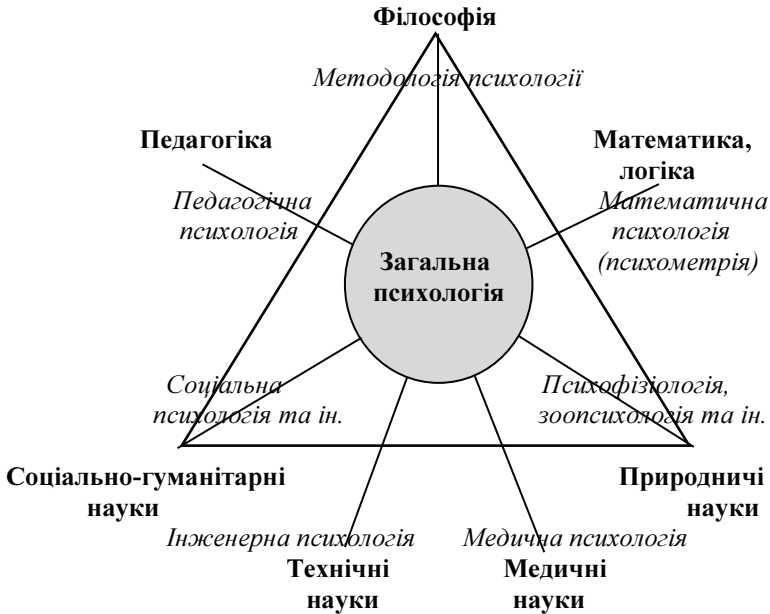 Філософія
Методологія психології
Педагогіка
Математика,
логіка
Педагогічна
психологія
Математична
психологія
(психометрія)
Загальна
психологія
Соціальна
психологія та ін.
Психофізіологія,
зоопсихологія та ін.
Соціально-гуманітарні
науки
Природничі
науки
Інженерна психологія
Медична психологія
Технічні
науки
Медичні
науки